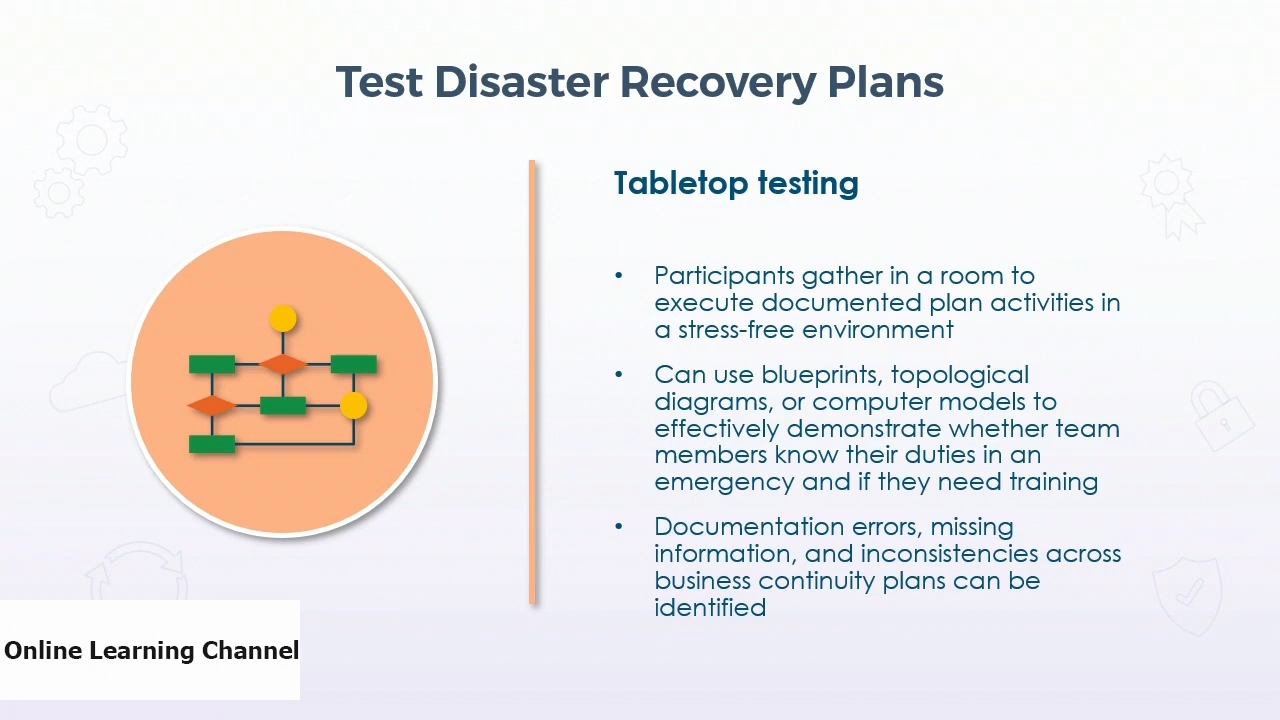 Test Disaster Recovery Plans
Tabletop testing
• Participants gather in a room to
execute documented plan activities in
a stress-free environment
• Can use blueprints, topological
diagrams, or computer models to
effectively demonstrate whether team
members know their duties in an
emergency and if they need training
• Documentation errors, missing
information, and inconsistencies across
business continuity plans can be
identified
Online Learning Channel